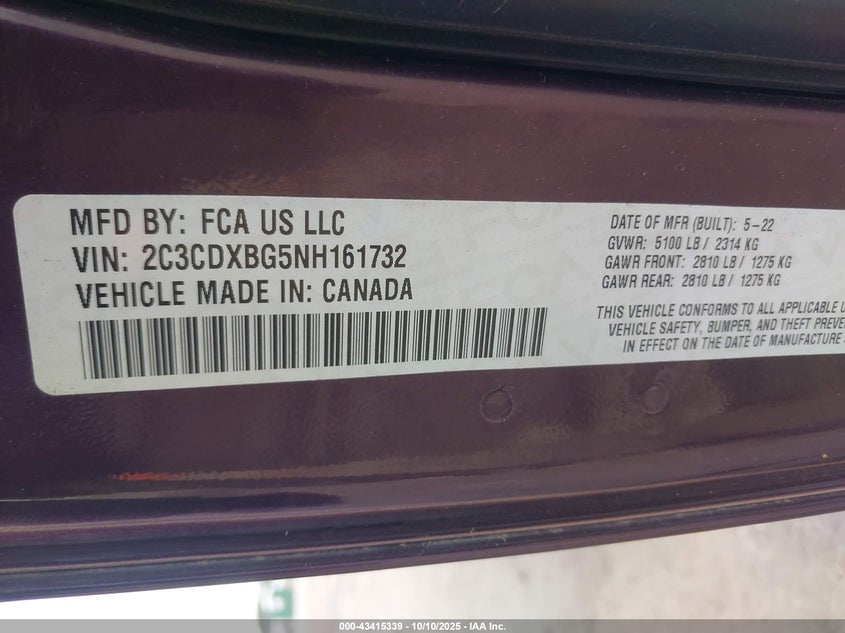 MFD BY: FCA US LLC
VIN: 2C3CDXBG5NH161732
VEHICLE MADE IN: CANADA
DATE OF MFR (BUILT): 5-22
GVWR: 5100 LB / 2314 KG
GAWR FRONT: 2810 LB / 1275 KG
GAWR REAR: 2810 LB / 1275 KG
THIS VEHICLE CONFORMS TO ALL APPLICABLE
VEHICLE SAFETY, BUMPER, AND THEFT
IN EFFECT ON THE DATE OF MANUFACTURE
000-43415339 - 10/10/2025 - IAA Inc.